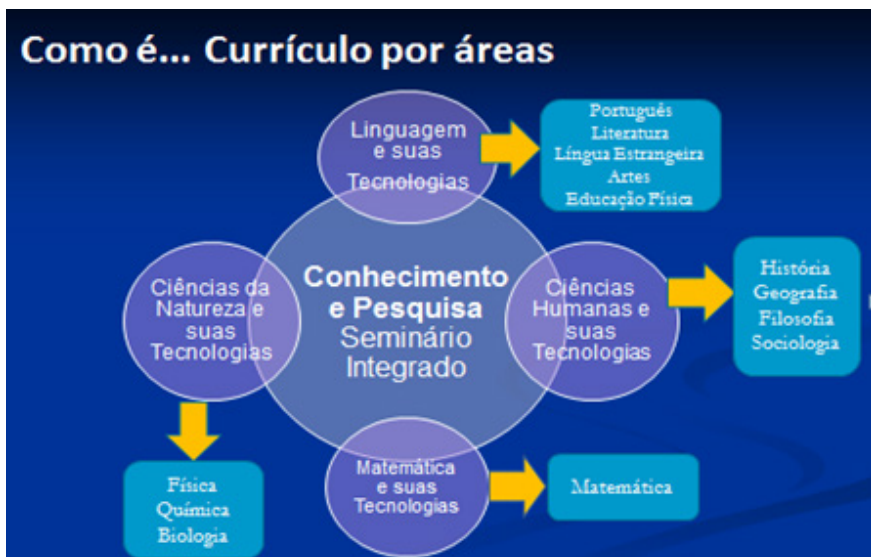 Como é... Currículo por áreas
Linguagem
e suas
Tecnologias
Português
Literatura
Língua Estrangeira
Artes
Educação Física
Ciências da
Natureza e
suas
Tecnologias
Conhecimento
e Pesquisa
Seminário
Integrado
Ciências
Humanas e
suas
Tecnologias
História
Geografia
Filosofia
Sociologia
Física
Química
Biologia
Matemática
e suas
Tecnologias
Matemática